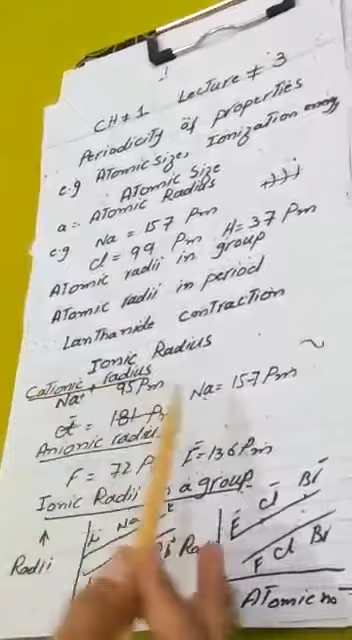 CH # 1 Lecture # 3
Periodicity of properties
e.g Atomic size, Ionization energy
Atomic Size
a:- Atomic Radius
e.g Na = 157 Pm
Cl = 99 Pm H = 37 Pm
Atomic radii in group
Atomic radii in period
Lanthanide contraction
Ionic Radius
Cationic radius
Na+ 95 Pm Na = 157 Pm
Cl- = 181 P
Anionic radius
F = 72 P F- = 136 Pm
Ionic Radii in a group
Radii
Na
F- Cl- Br-
F Cl Br
Atomic no